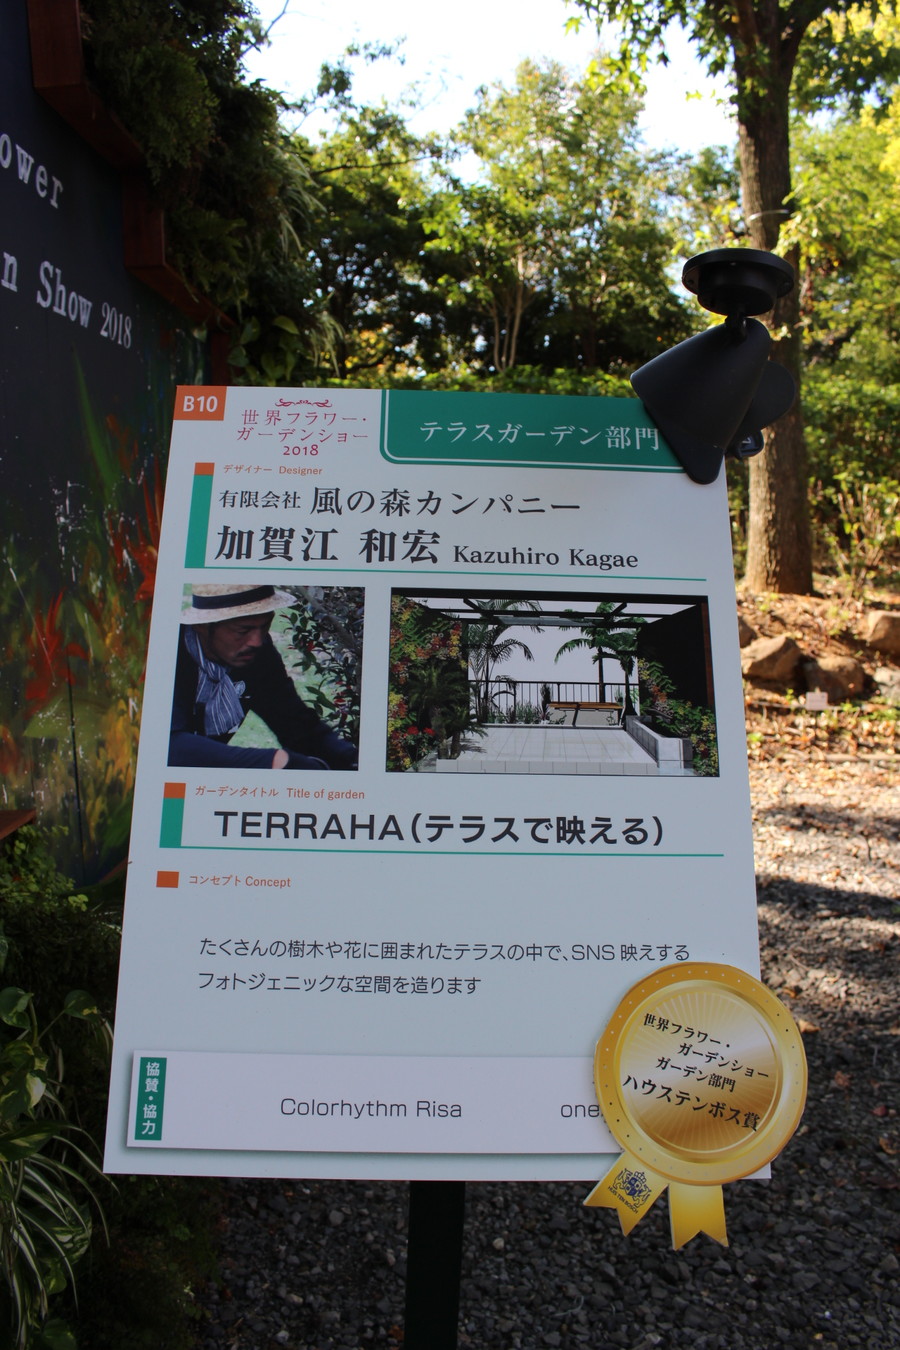 ower
n Show 2018
B10
世界フラワー・
ガーデンショー
2018
テラスガーデン部門
デザイナー Designer
有限会社 風の森カンパニー
加賀江 和宏 Kazuhiro Kagae
ガーデンタイトル Title of garden
TERRAHA(テラスで映える)
コンセプト Concept
たくさんの樹木や花に囲まれたテラスの中で、SNS 映えする
フォトジェニックな空間を造ります
協賛・協力
Colorhythm Risa
one
世界フラワー・
ガーデンショー
ガーデン部門
ハウステンボス賞
HUIS TEN BOSCH